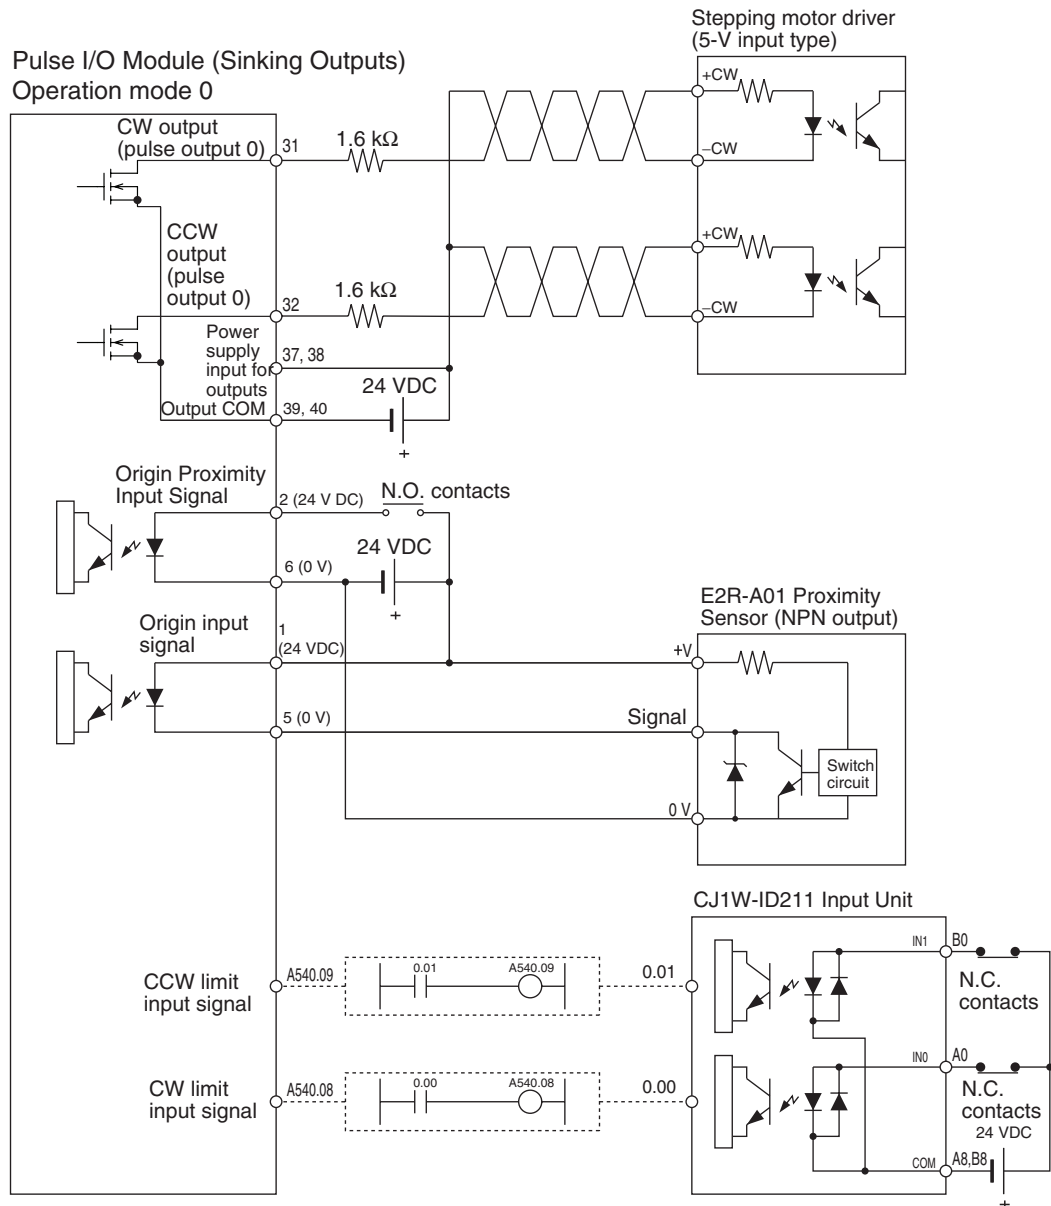 Stepping motor driver
(5-V input type)
Pulse I/O Module (Sinking Outputs)
Operation mode 0
CW output
(pulse output 0)
31
1.6 kΩ
+CW
−CW
CCW
output
(pulse
output 0)
32
1.6 kΩ
+CW
−CW
Power
supply
input for
outputs
37, 38
24 VDC
Output COM
39, 40
+
Origin Proximity
Input Signal
2 (24 V DC)
N.O. contacts
24 VDC
6 (0 V)
+
Origin input
signal
1
(24 VDC)
5 (0 V)
E2R-A01 Proximity
Sensor (NPN output)
+V
Signal
Switch
circuit
0 V
CJ1W-ID211 Input Unit
CCW limit
input signal
A540.09
0.01
A540.09
0.01
IN1
B0
N.C.
contacts
CW limit
input signal
A540.08
0.00
A540.08
0.00
IN0
A0
N.C.
contacts
24 VDC
COM
A8,B8
+